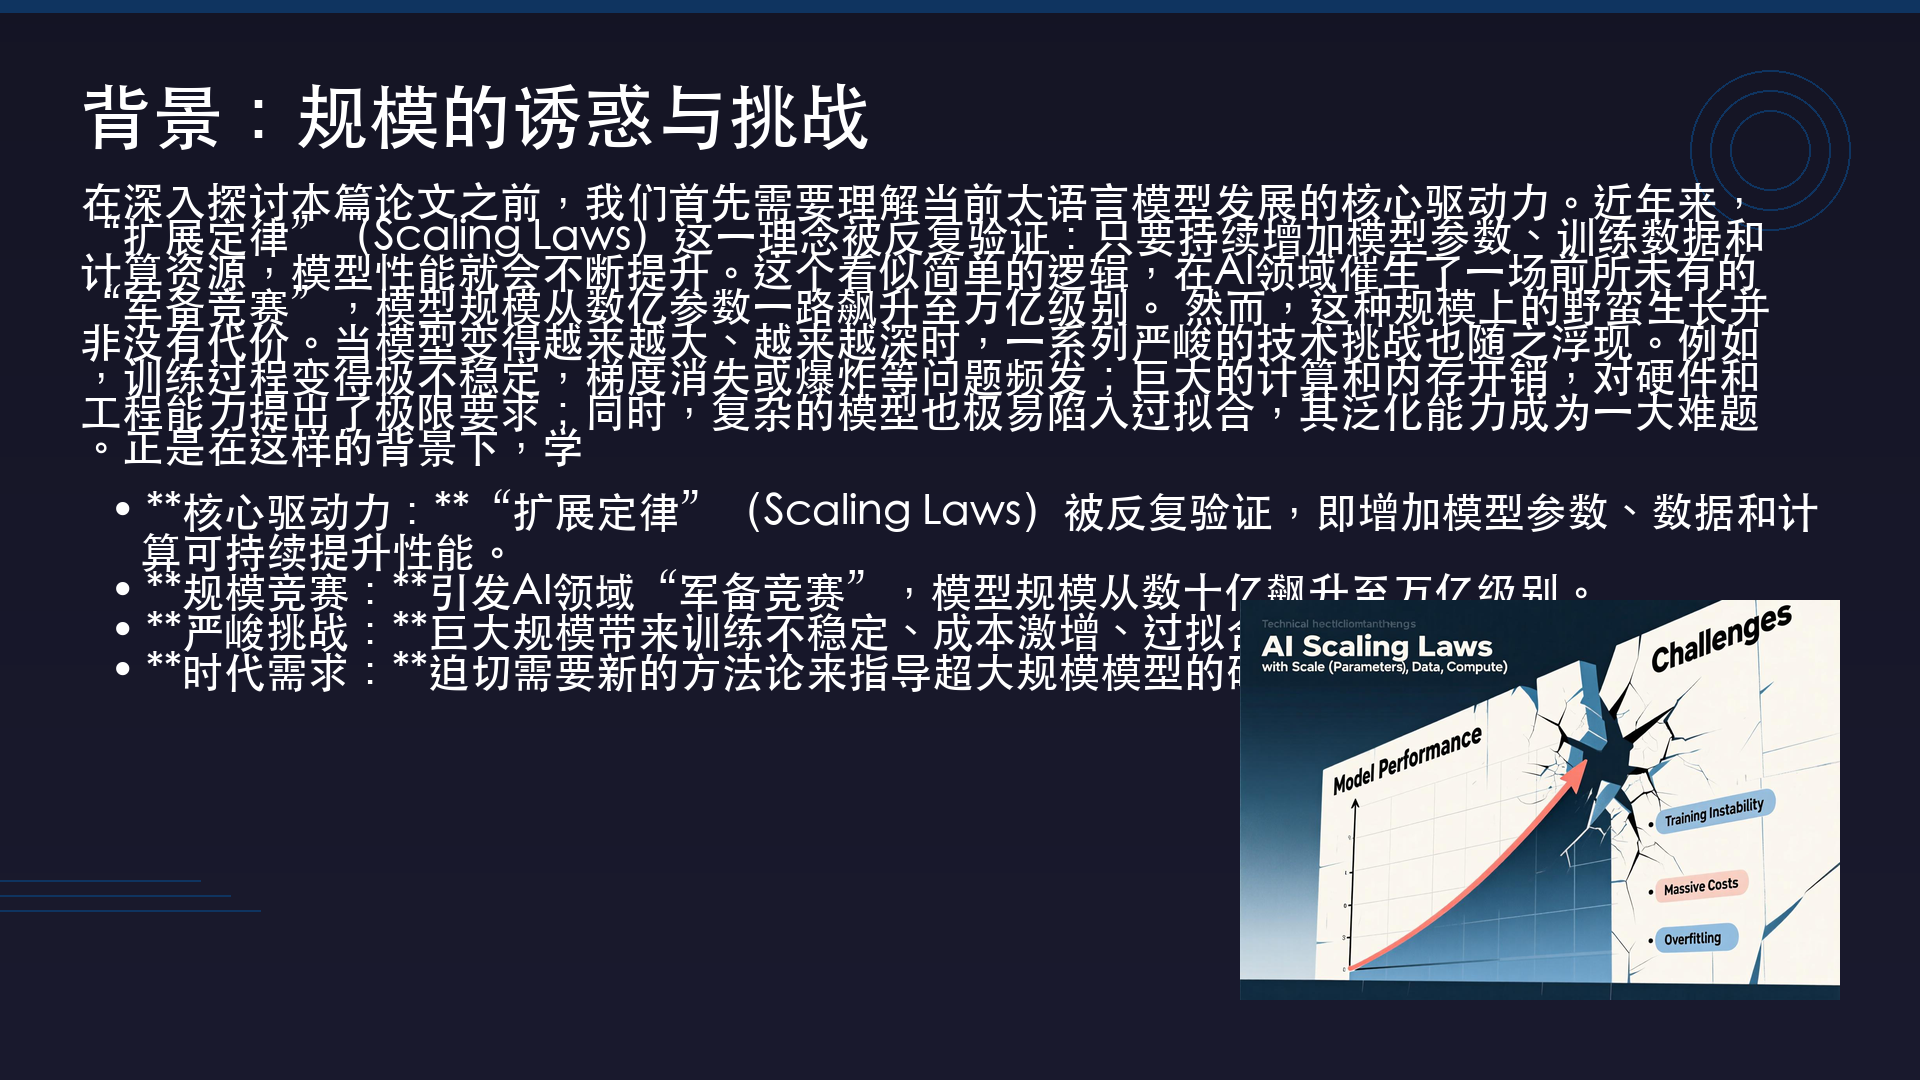 背景：规模的诱惑与挑战
在深入探讨本篇论文之前，我们首先需要理解当前大语言模型发展的核心驱动力。近年来，
“扩展定律”（Scaling Laws）这一理念被反复验证：只要持续增加模型参数、训练数据和
计算资源，模型性能就会不断提升。这个看似简单的逻辑，在AI领域催生了一场前所未有的
“军备竞赛”，模型规模从数亿参数一路飙升至万亿级别。 然而，这种规模上的野蛮生长并
非没有代价。当模型变得越来越大、越来越深时，一系列严峻的技术挑战也随之浮现。例如
，训练过程变得极不稳定，梯度消失或爆炸等问题频发；巨大的计算和内存开销，对硬件和
工程能力提出了极限要求；同时，复杂的模型也极易陷入过拟合，其泛化能力成为一大难题
。正是在这样的背景下，学
• **核心驱动力：**“扩展定律”（Scaling Laws）被反复验证，即增加模型参数、数据和计
算可持续提升性能。
• **规模竞赛：**引发AI领域“军备竞赛”，模型规模从数十亿飙升至万亿级别。
• **严峻挑战：**巨大规模带来训练不稳定、成本激增、过拟合
• **时代需求：**迫切需要新的方法论来指导超大规模模型的
Technical
AI Scaling Laws
with Scale (Parameters), Data, Compute)
Challenges
Model Performance
• Training Instability
• Massive Costs
• Overfitling